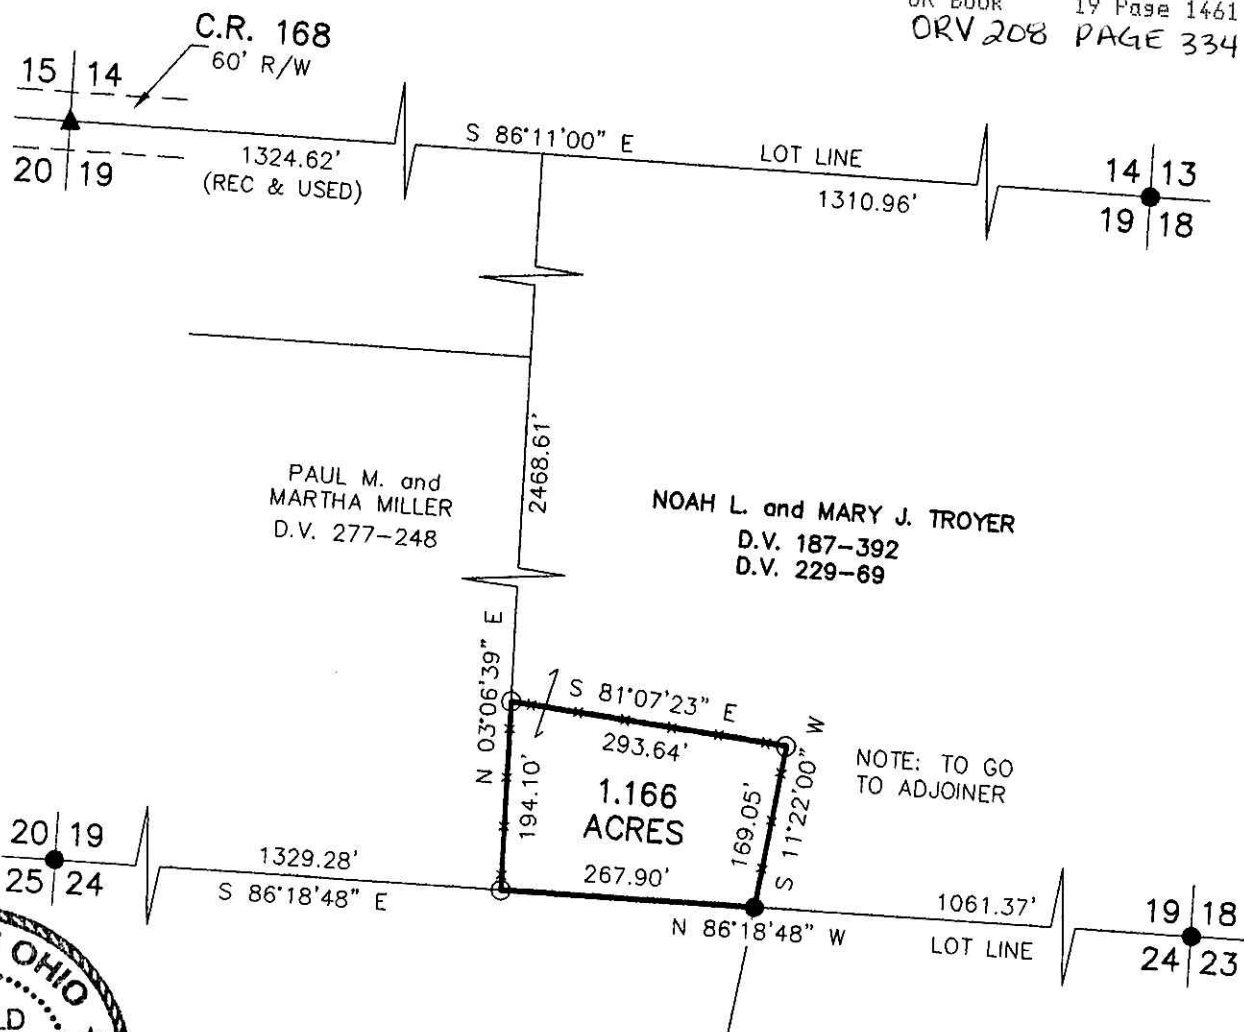 OR BOOK 19 Page 1461
ORV 208 PAGE 334
C.R. 168
60' R/W
15 14
20 19
1324.62'
(REC & USED)
S 86°11'00" E
LOT LINE
1310.96'
14 13
19 18
2468.61'
PAUL M. and
MARTHA MILLER
D.V. 277-248
NOAH L. and MARY J. TROYER
D.V. 187-392
D.V. 229-69
N 03°06'39" E
194.10'
S 81°07'23" E
293.64'
1.166
ACRES
169.05'
S 11°22'00" W
NOTE: TO GO
TO ADJOINER
267.90'
N 86°18'48" W
20 19
25 24
1329.28'
S 86°18'48" E
1061.37'
LOT LINE
19 18
24 23
OHIO